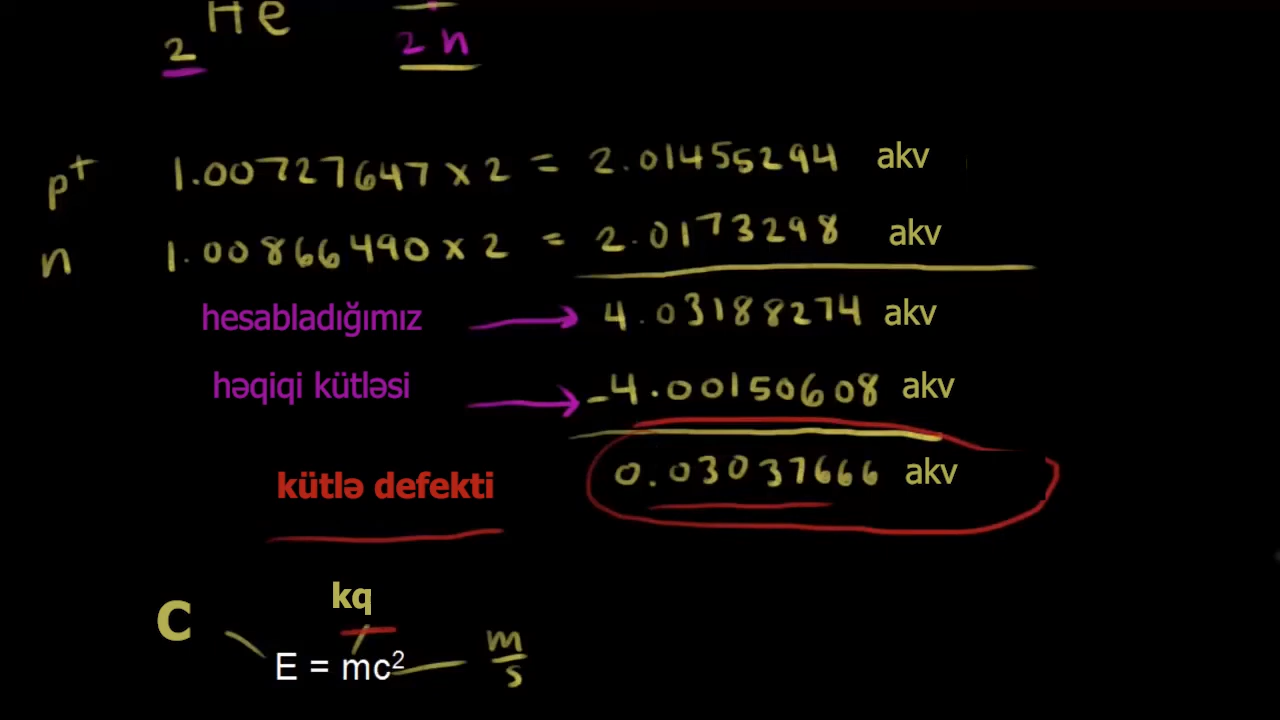 ₂He
2 n
p⁺ 1.00727647 x 2 = 2.01455294 akv
n 1.00866490 x 2 = 2.0173298 akv
hesabladığımız → 4.03188274 akv
həqiqi kütləsi → -4.00150608 akv
kütlə defekti 0.03037666 akv
kq
C
m/s
E = mc²